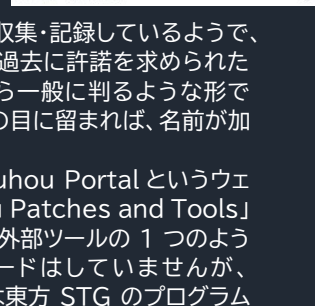 収集・記録しているようで、
過去に許諾を求められた
ら一般に判るような形で
の目に留まれば、名前が加
uhou Portal というウェ
Patches and Tools」
外部ツールの 1 つのよう
ードはしていませんが、
東方 STG のプログラム